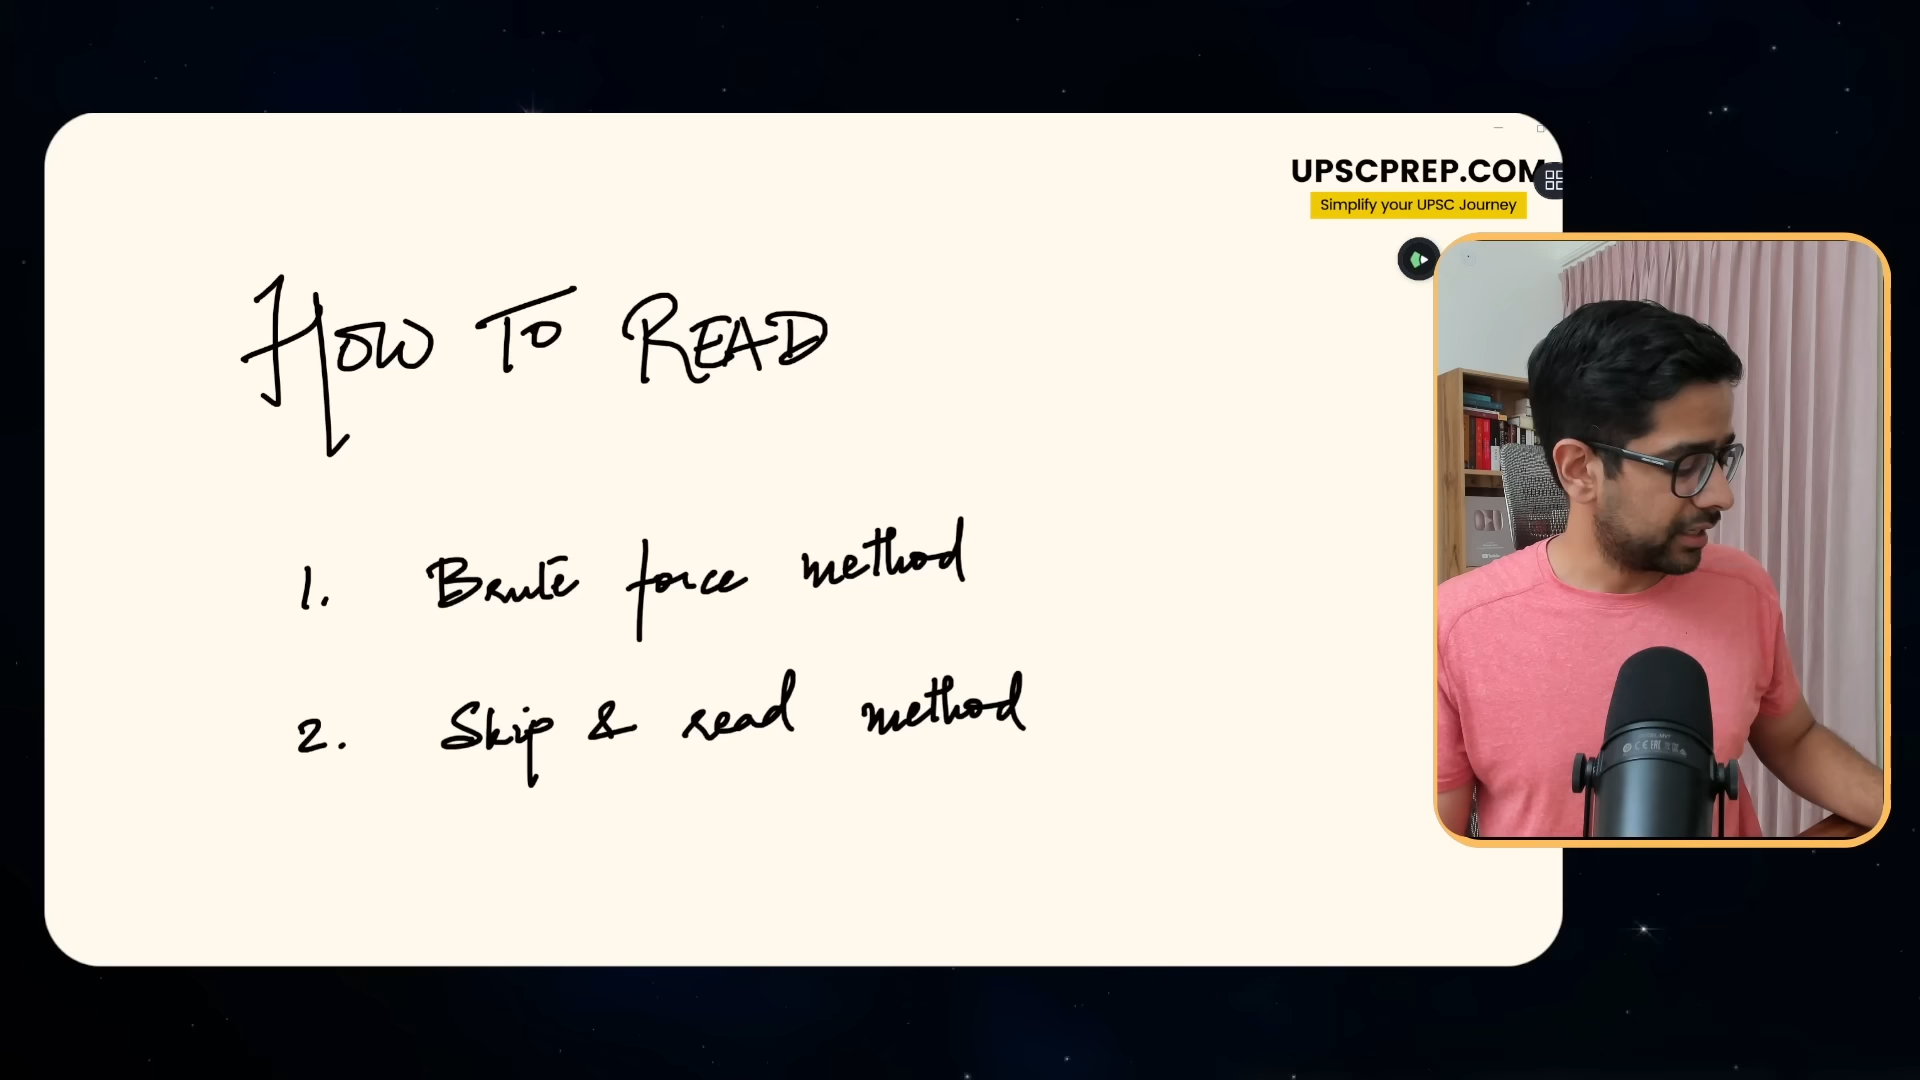 UPSCPREP.COM
Simplify your UPSC Journey
HOW TO READ
1. Brute force method
2. Skip & read method